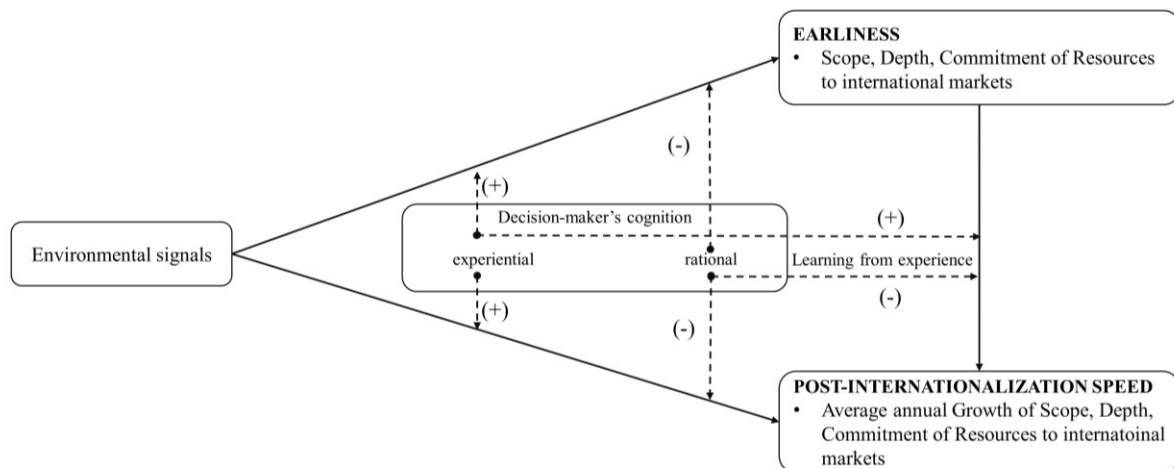 EARLINESS
• Scope, Depth, Commitment of Resources
to international markets
(-)
(+)
Decision-maker's cognition
(+)
Environmental signals
experiential
rational
Learning from experience
(+)
(-)
(-)
POST-INTERNATIONALIZATION SPEED
• Average annual Growth of Scope, Depth,
Commitment of Resources to internatoinal
markets